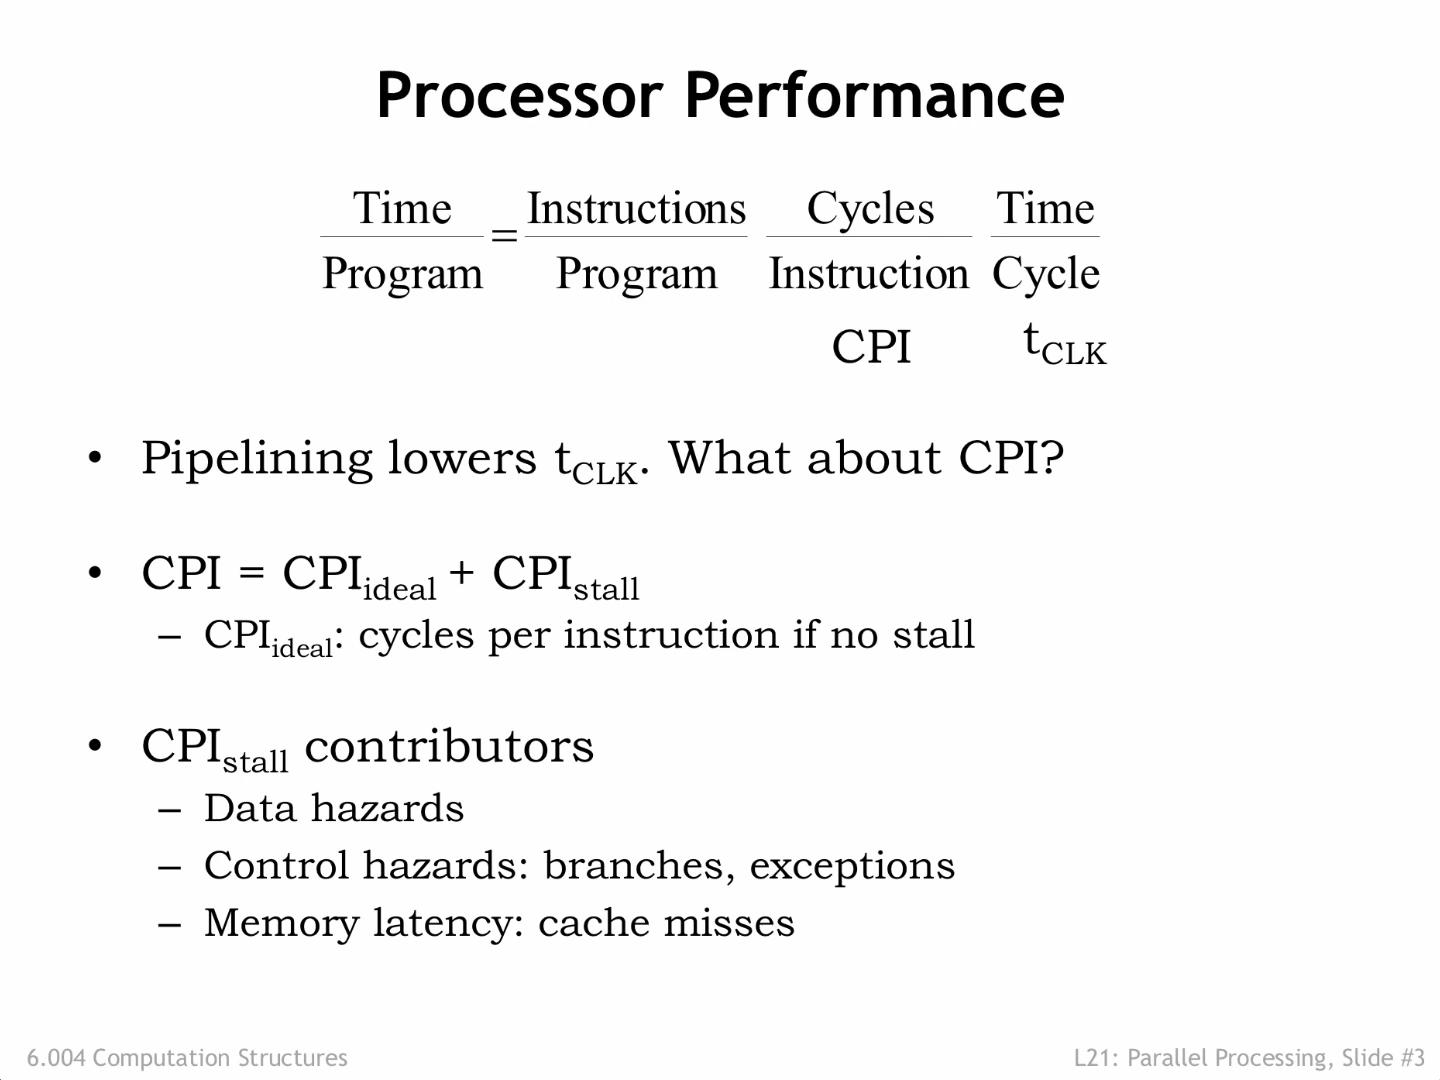 Processor Performance
Time Instructions Cycles Time
=
Program Program Instruction Cycle
CPI tCLK
• Pipelining lowers tCLK. What about CPI?
• CPI = CPIideal + CPIstall
– CPIideal: cycles per instruction if no stall
• CPIstall contributors
– Data hazards
– Control hazards: branches, exceptions
– Memory latency: cache misses
6.004 Computation Structures
L21: Parallel Processing, Slide #3